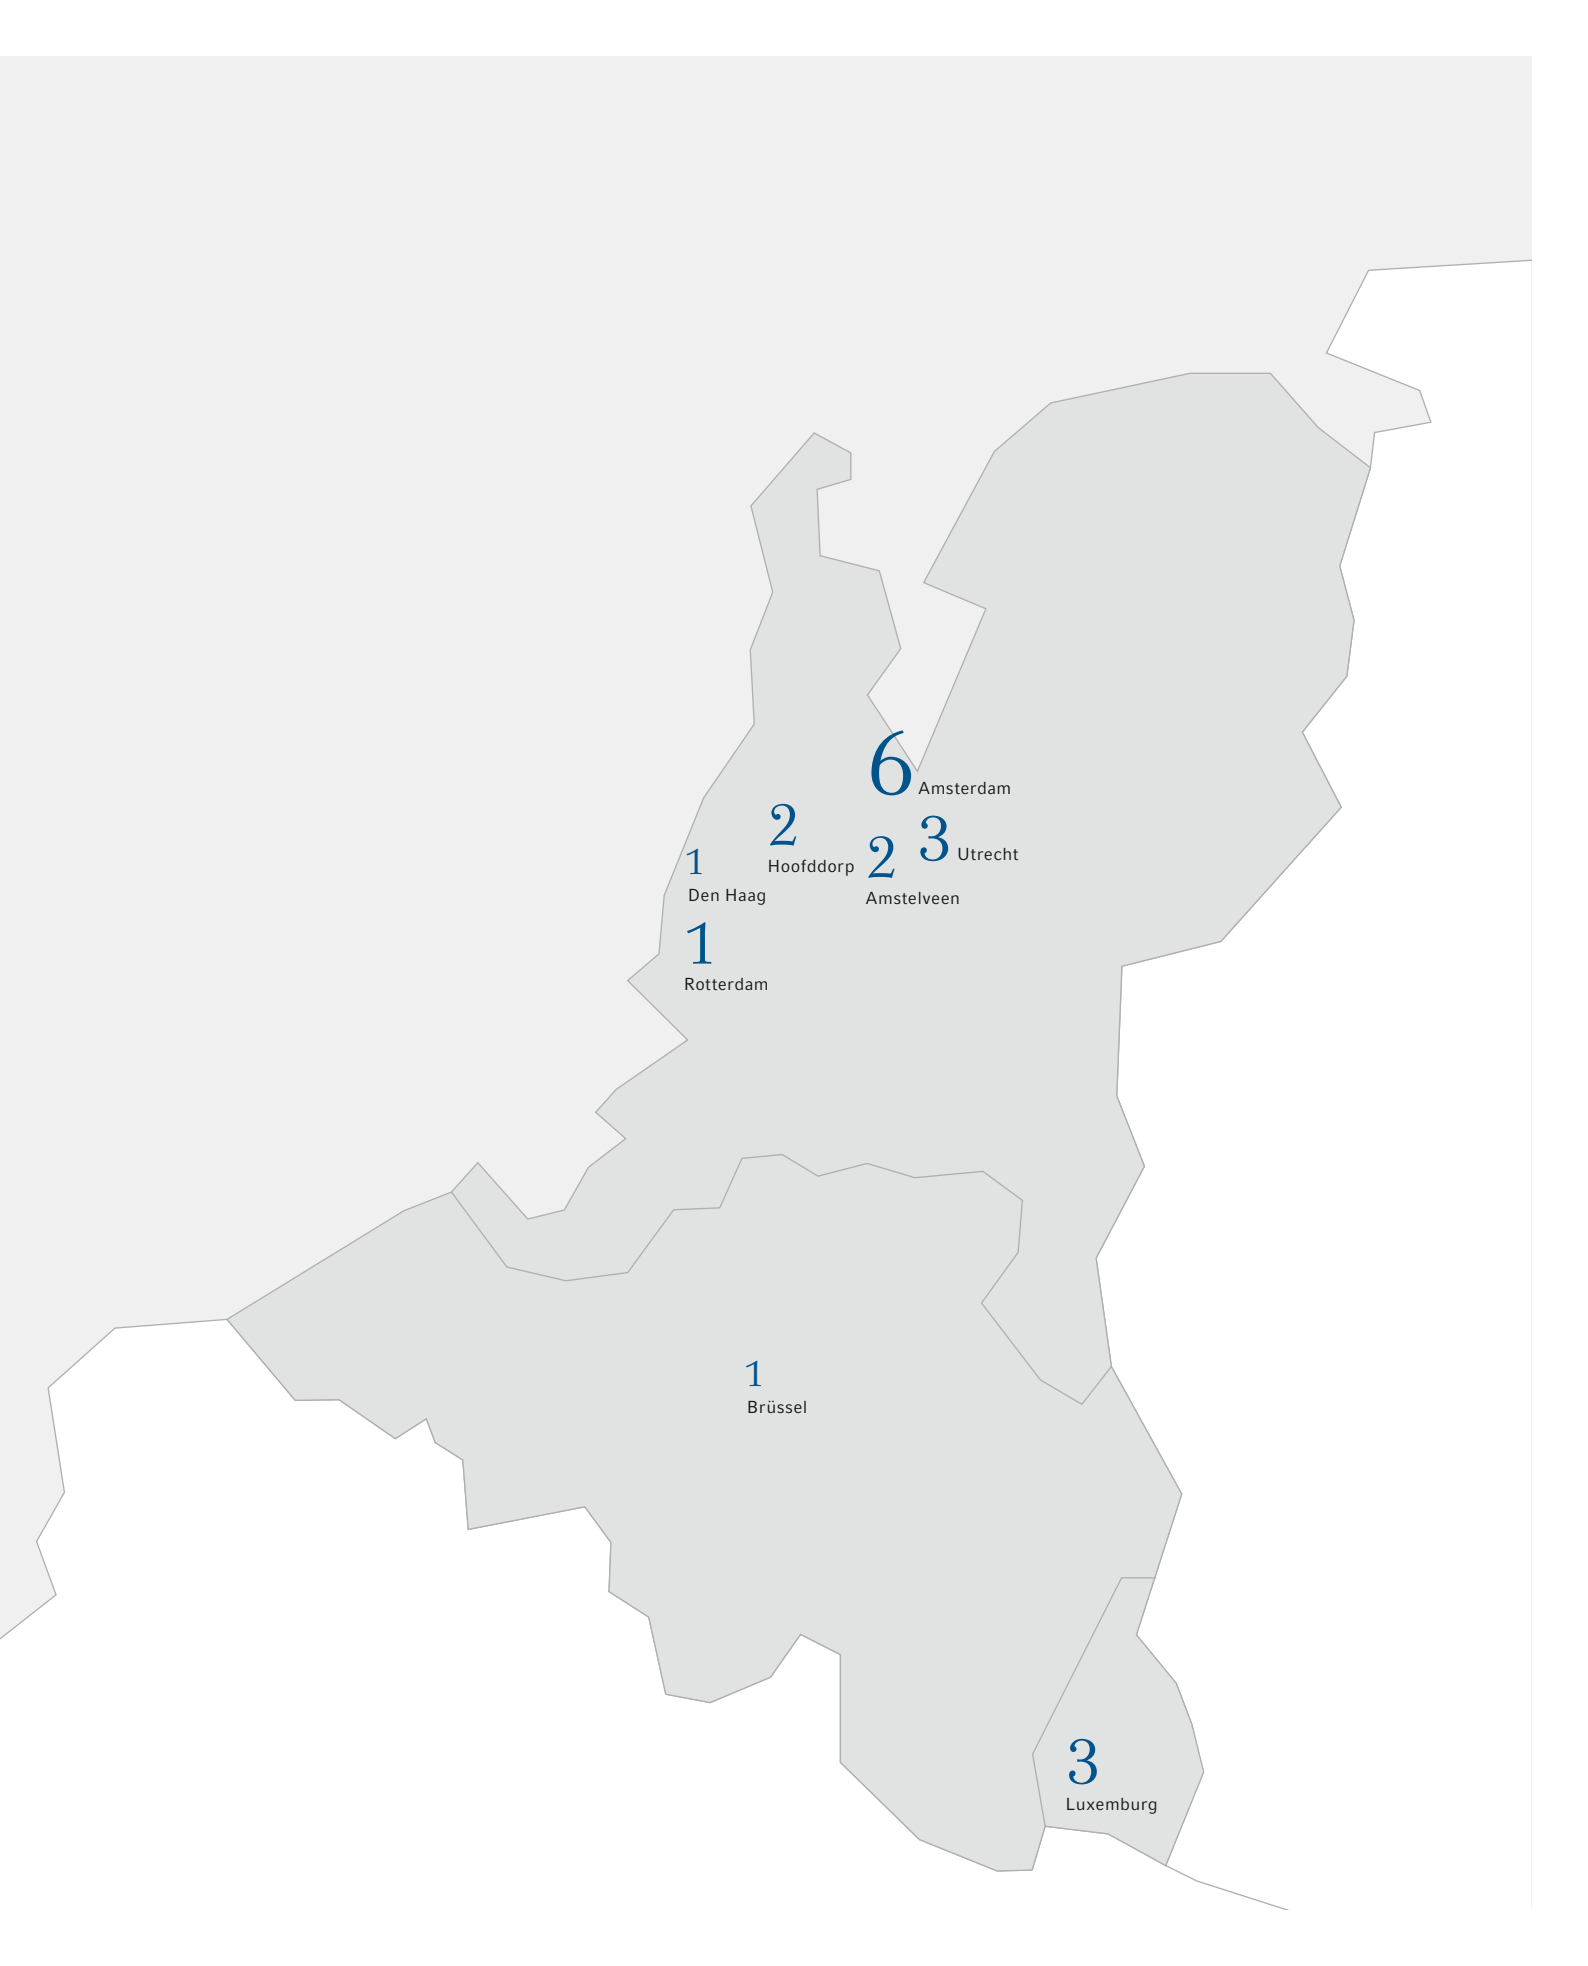 6 Amsterdam
2
Hoofddorp
3 Utrecht
2
Amstelveen
1
Den Haag
1
Rotterdam
1
Brüssel
3
Luxemburg